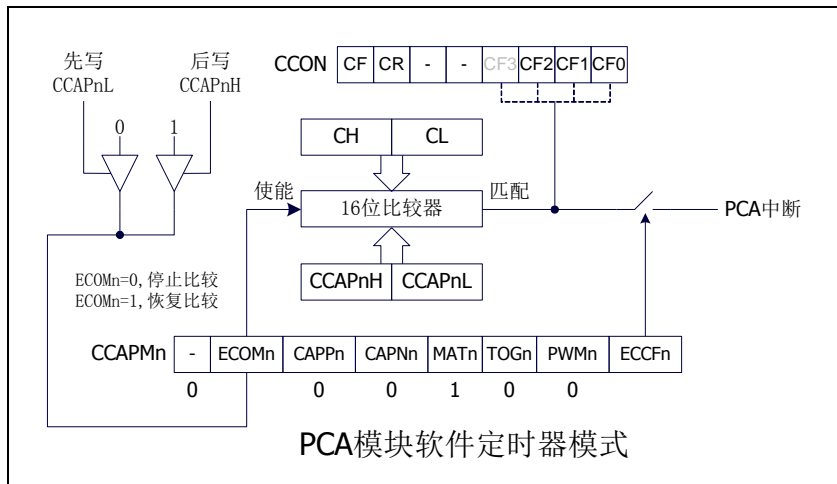 先写
CCAPnL
后写
CCAPnH
0 1
CCON CF CR - - CF3 CF2 CF1 CF0
CH CL
使能
16位比较器
匹配
PCA中断
CCAPnH CCAPnL
ECOMn=0,停止比较
ECOMn=1,恢复比较
CCAPMn - ECOMn CAPPn CAPNn MATn TOGn PWMn ECCFn
0 0 0 1 0 0
PCA模块软件定时器模式